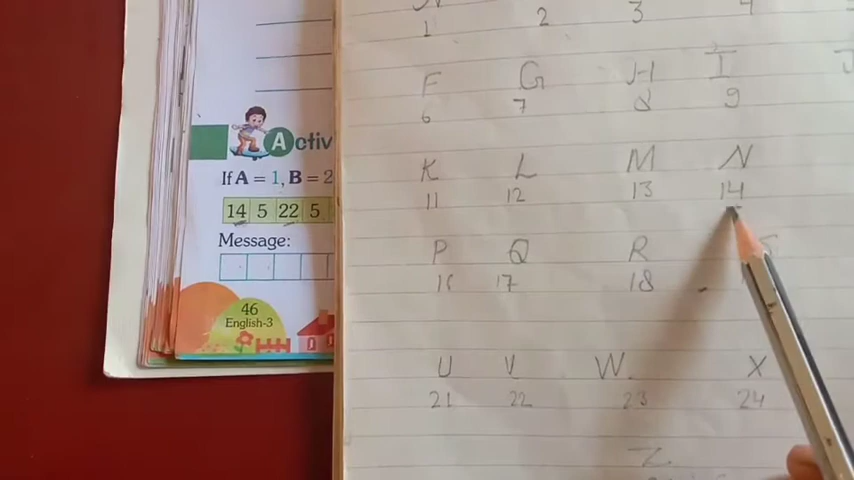 Activ
If A = 1, B = 2
14 5 22 5
Message
46
English-3
1 2 3 4
F G H I J
6 7 8 9
K L M N
11 12 13 14
P Q R S
16 17 18
U V W X
21 22 23 24
Z